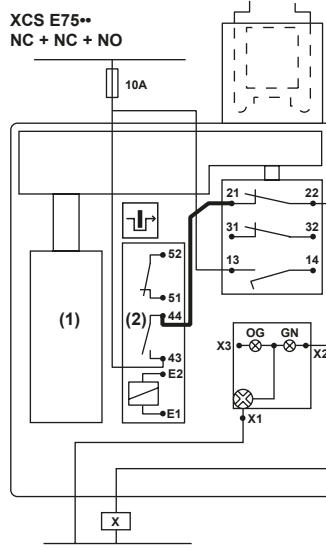 XCS E75••
NC + NC + NO
10A
21 22
31 32
13 14
52
51
(1) (2) 44
43
E2
E1
OG GN
X3 X2
X1
X